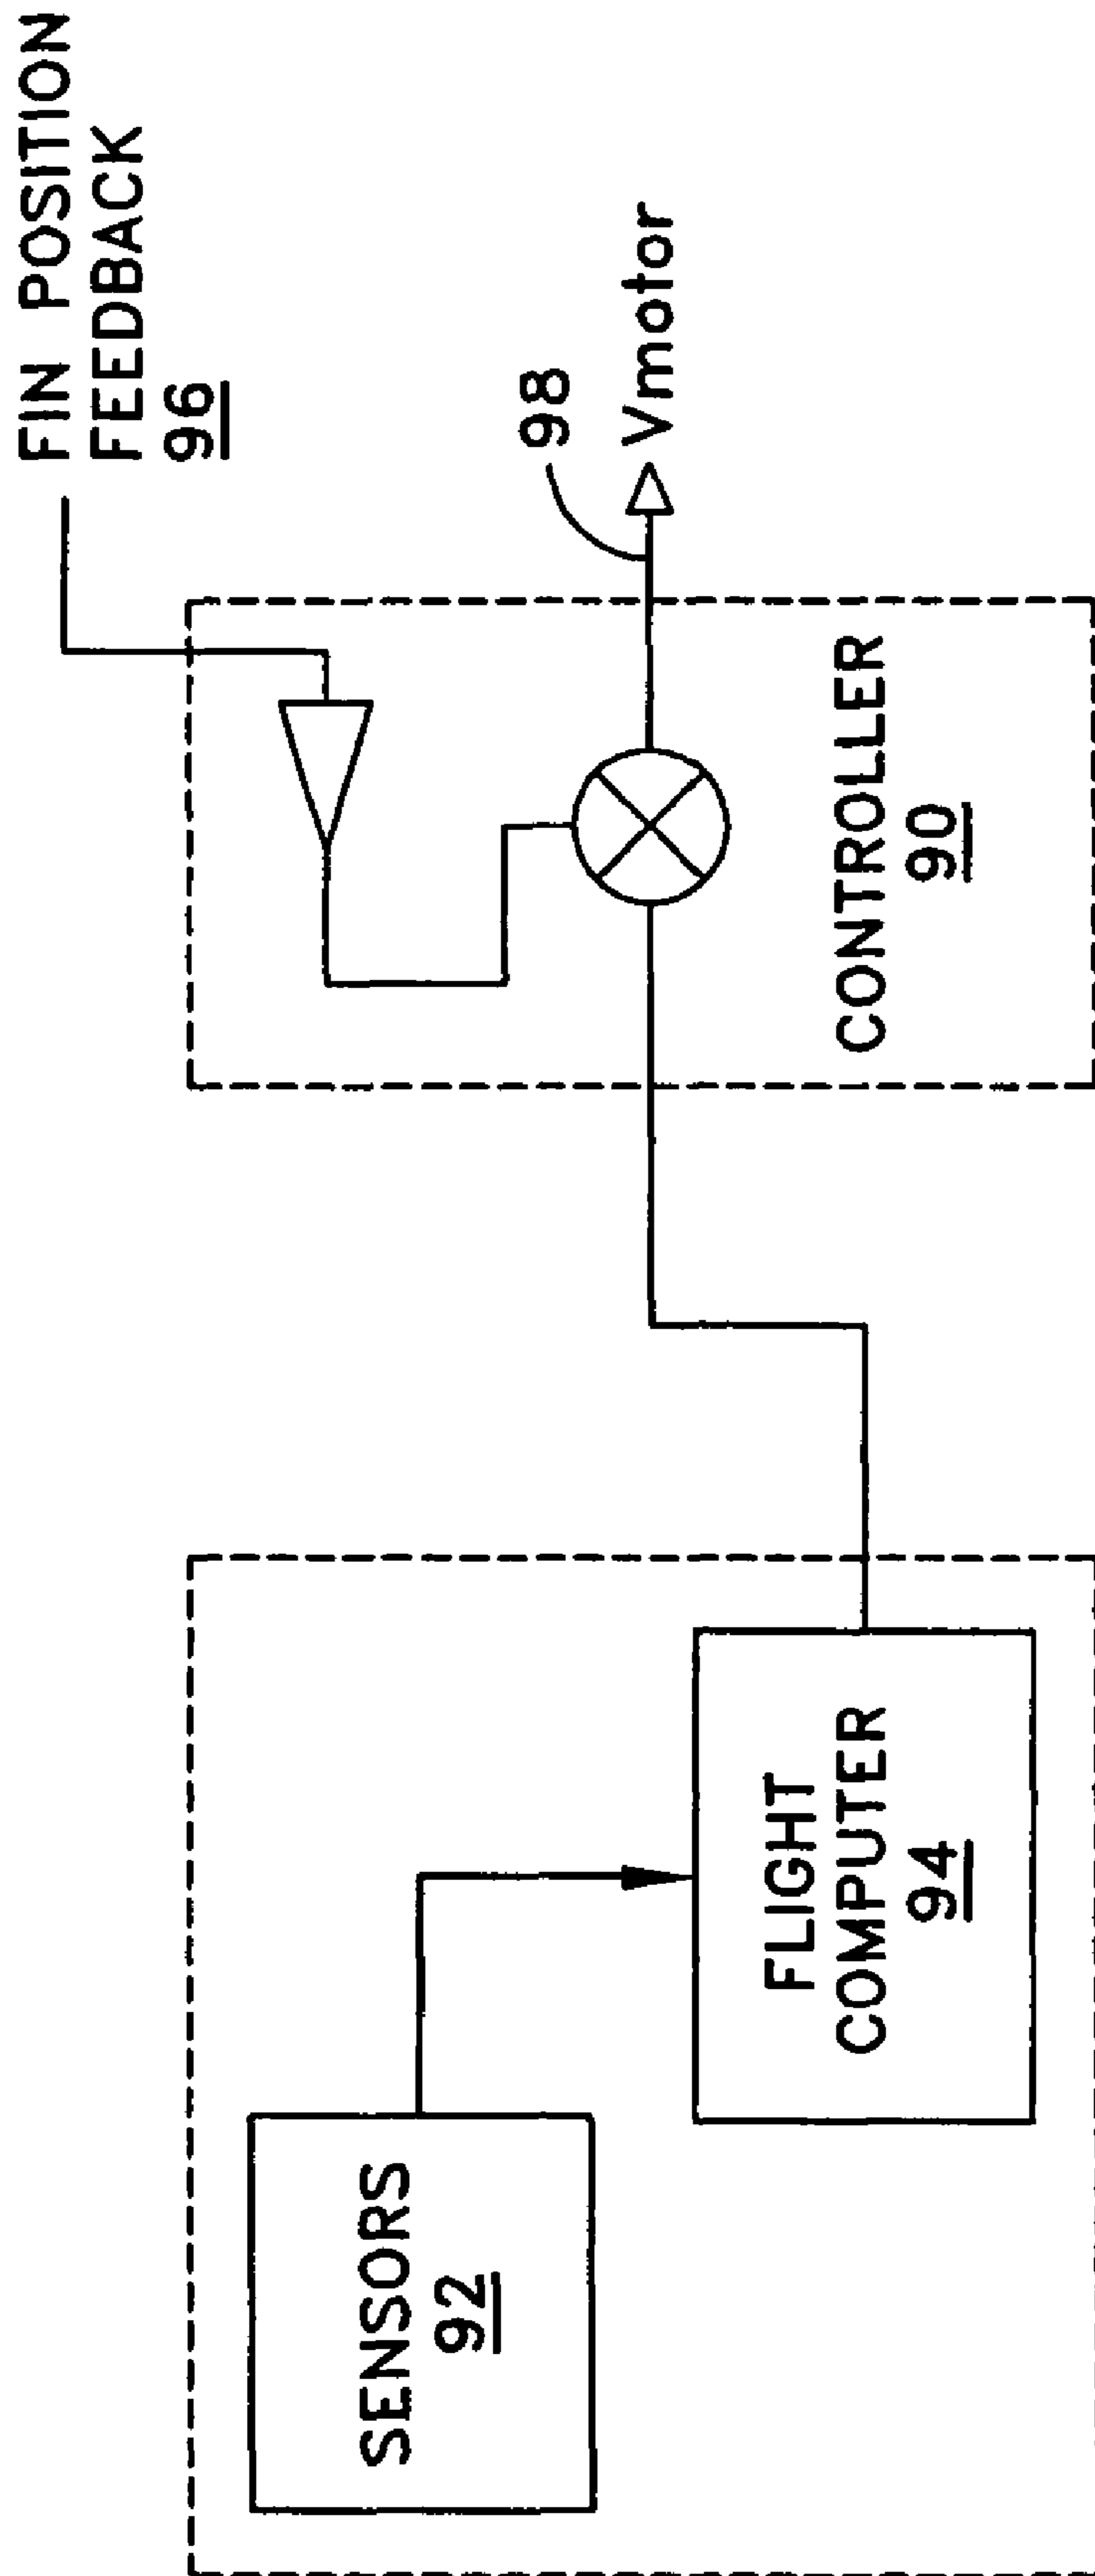 SENSORS
92
FLIGHT
COMPUTER
94
CONTROLLER
90
FIN POSITION
FEEDBACK
96
98
Vmotor